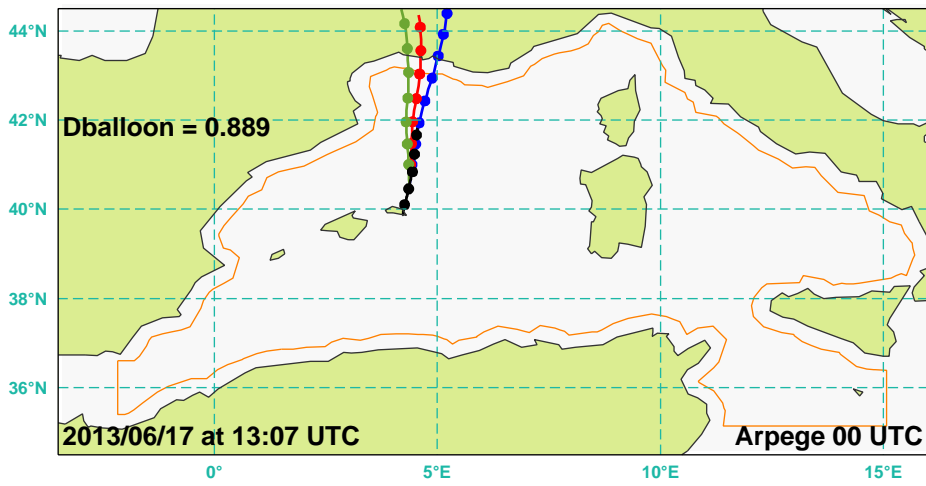 44°N
42°N
Dballoon = 0.889
40°N
38°N
36°N
2013/06/17 at 13:07 UTC
Arpege 00 UTC
0°
5°E
10°E
15°E